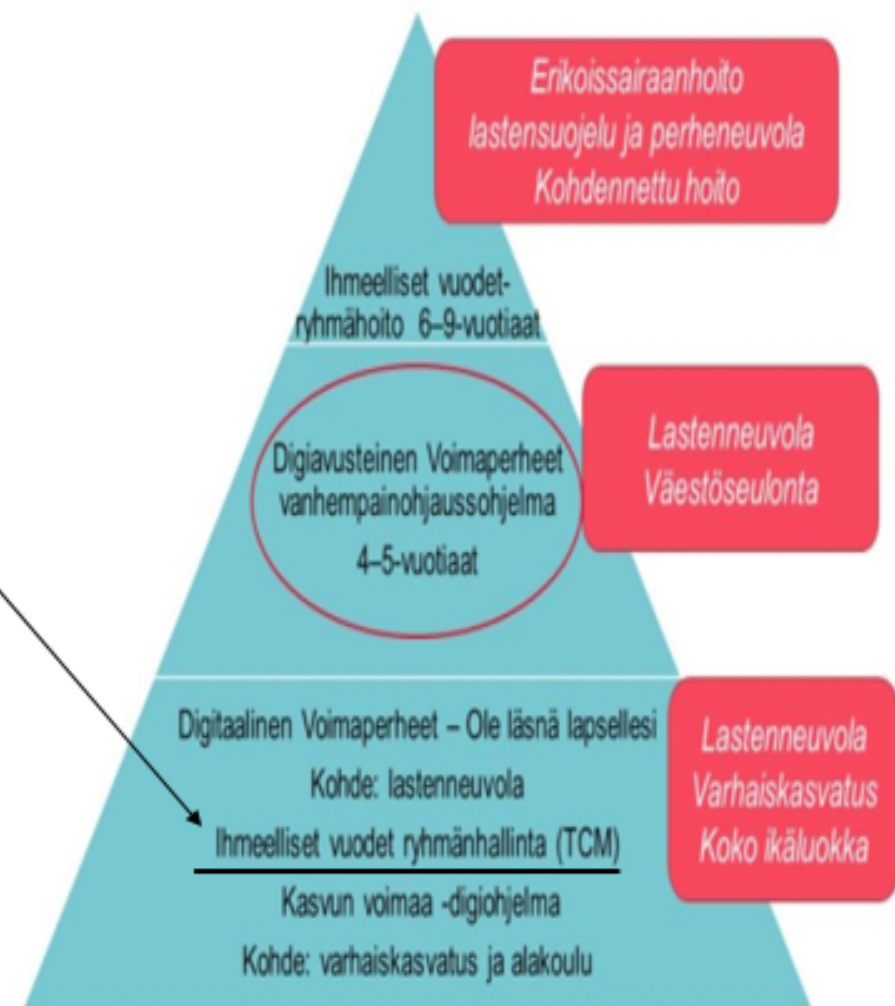 Erikoissairaanhoito
lastensuojelu ja perheneuvola
Kohdennettu hoito
Ihmeelliset vuodet-
ryhmähoito 6–9-vuotiaat
Digiavusteinen Voimaperheet
vanhempainohjaussohjelma
4–5-vuotiaat
Lastenneuvola
Väestöseulonta
Digitaalinen Voimaperheet – Ole läsnä lapsellesi
Kohde: lastenneuvola
Ihmeelliset vuodet ryhmänhallinta (TCM)
Kasvun voimaa -digiohjelma
Kohde: varhaiskasvatus ja alakoulu
Lastenneuvola
Varhaiskasvatus
Koko ikäluokka